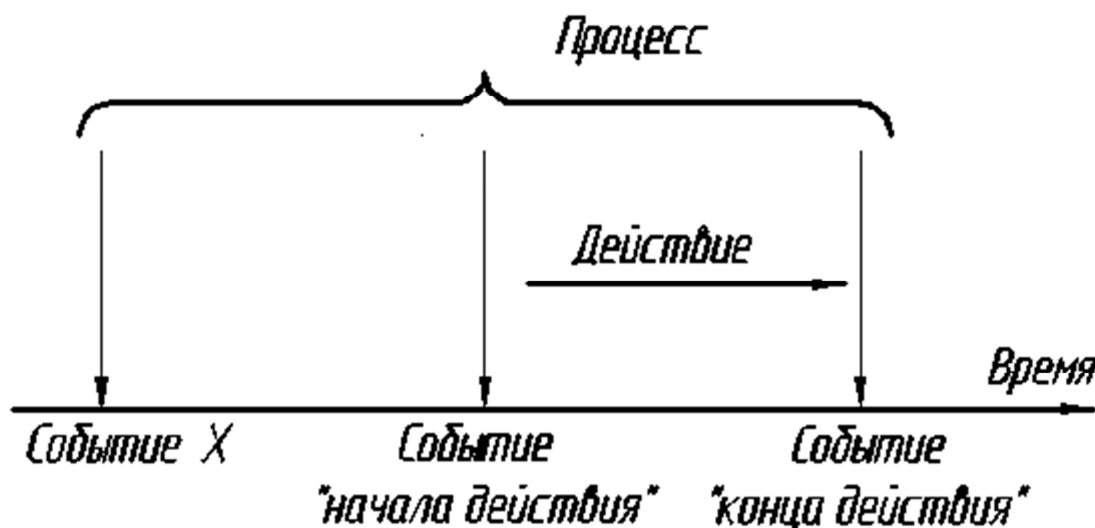 Процесс
Действие
Время
Событие X
Событие
"начала действия"
Событие
"конца действия"